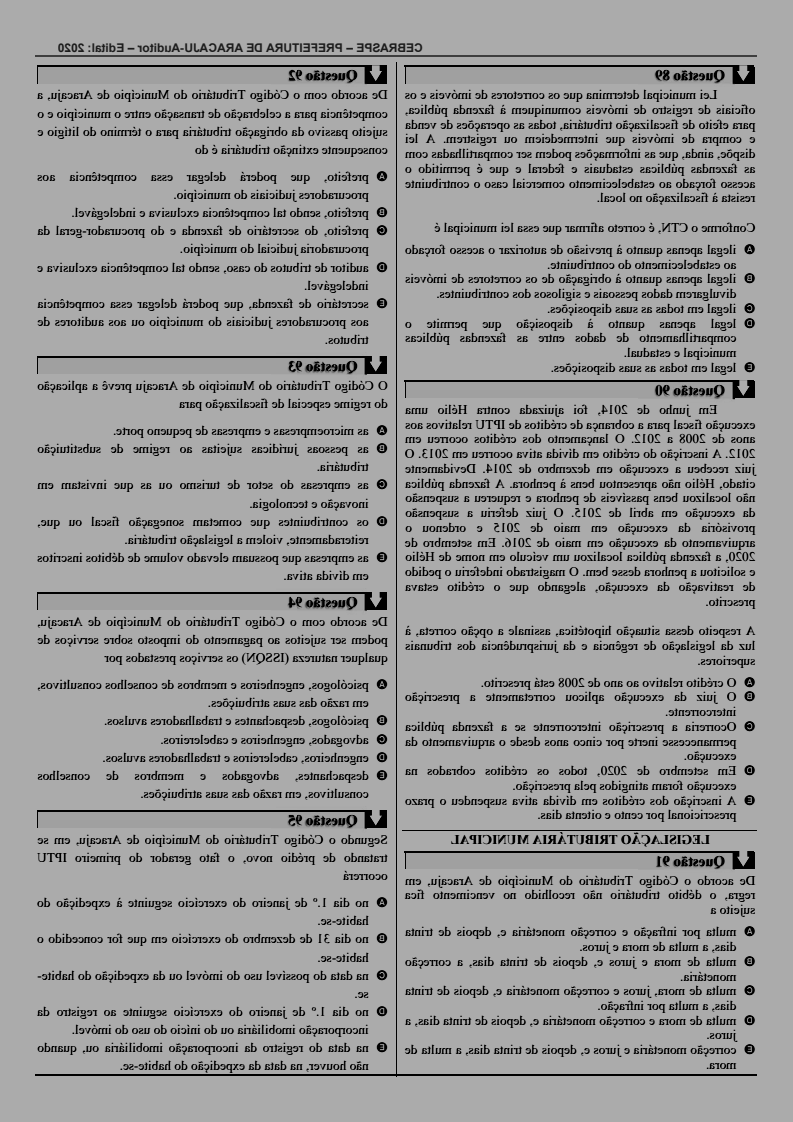 CEBRASPE – PREFEITURA DE ARACAJU-Auditor – Edital: 2020
Questão 89
Lei municipal determina que os corretores de imóveis e os
oficiais de registro de imóveis comuniquem à fazenda pública,
para efeito de fiscalização tributária, todas as operações de venda
e compra de imóveis que intermedeiem ou registrem. A lei
dispõe, ainda, que as informações podem ser compartilhadas com
as fazendas públicas estaduais e federal e que é permitido o
acesso forçado ao estabelecimento comercial caso o contribuinte
resista à fiscalização no local.
Conforme o CTN, é correto afirmar que essa lei municipal é
A ilegal apenas quanto à previsão de autorizar o acesso forçado
ao estabelecimento do contribuinte.
B ilegal apenas quanto à obrigação de os corretores de imóveis
divulgarem dados pessoais e sigilosos dos contribuintes.
C ilegal em todas as suas disposições.
D legal apenas quanto à disposição que permite o
compartilhamento de dados entre as fazendas públicas
municipal e estadual.
E legal em todas as suas disposições.
Questão 90
Em junho de 2014, foi ajuizada contra Hélio uma
execução fiscal para a cobrança de créditos de IPTU relativos aos
anos de 2008 a 2012. O lançamento dos créditos ocorreu em
2012. A inscrição do crédito em dívida ativa ocorreu em 2013. O
juiz recebeu a execução em dezembro de 2014. Devidamente
citado, Hélio não apresentou bens à penhora. A fazenda pública
não localizou bens passíveis de penhora e requereu a suspensão
da execução em abril de 2015. O juiz deferiu a suspensão
provisória da execução em maio de 2015 e ordenou o
arquivamento da execução em maio de 2016. Em setembro de
2020, a fazenda pública localizou um veículo em nome de Hélio
e solicitou a penhora desse bem. O magistrado indeferiu o pedido
de reativação da execução, alegando que o crédito estava
prescrito.
A respeito dessa situação hipotética, assinale a opção correta, à
luz da legislação de regência e da jurisprudência dos tribunais
superiores.
A O crédito relativo ao ano de 2008 está prescrito.
B O juiz da execução aplicou corretamente a prescrição
intercorrente.
C Ocorreria a prescrição intercorrente se a fazenda pública
permanecesse inerte por cinco anos desde o arquivamento da
execução.
D Em setembro de 2020, todos os créditos cobrados na
execução foram atingidos pela prescrição.
E A inscrição dos créditos em dívida ativa suspendeu o prazo
prescricional por cento e oitenta dias.
LEGISLAÇÃO TRIBUTÁRIA MUNICIPAL
Questão 91
De acordo o Código Tributário do Município de Aracaju, em
regra, o débito tributário não recolhido no vencimento fica
sujeito a
A multa por infração e correção monetária e, depois de trinta
dias, a multa de mora e juros.
B multa de mora e juros e, depois de trinta dias, a correção
monetária.
C multa de mora, juros e correção monetária e, depois de trinta
dias, a multa por infração.
D multa de mora e correção monetária e, depois de trinta dias, a
juros.
E correção monetária e juros e, depois de trinta dias, a multa de
mora.
Questão 92
De acordo com o Código Tributário do Município de Aracaju, a
competência para a celebração de transação entre o município e o
sujeito passivo da obrigação tributária para o término do litígio e
consequente extinção tributária é do
A prefeito, que poderá delegar essa competência aos
procuradores judiciais do município.
B prefeito, sendo tal competência exclusiva e indelegável.
C prefeito, do secretário de fazenda e do procurador-geral da
procuradoria judicial do município.
D auditor de tributos do caso, sendo tal competência exclusiva e
indelegável.
E secretário de fazenda, que poderá delegar essa competência
aos procuradores judiciais do município ou aos auditores de
tributos.
Questão 93
O Código Tributário do Município de Aracaju prevê a aplicação
do regime especial de fiscalização para
A as microempresas e empresas de pequeno porte.
B as pessoas jurídicas sujeitas ao regime de substituição
tributária.
C as empresas do setor de turismo ou as que invistam em
inovação e tecnologia.
D os contribuintes que cometam sonegação fiscal ou que,
reiteradamente, violem a legislação tributária.
E as empresas que possuam elevado volume de débitos inscritos
em dívida ativa.
Questão 94
De acordo com o Código Tributário do Município de Aracaju,
podem ser sujeitos ao pagamento do imposto sobre serviços de
qualquer natureza (ISSQN) os serviços prestados por
A psicólogos, engenheiros e membros de conselhos consultivos,
em razão das suas atribuições.
B psicólogos, despachantes e trabalhadores avulsos.
C advogados, engenheiros e cabeleireiros.
D engenheiros, cabeleireiros e trabalhadores avulsos.
E despachantes, advogados e membros de conselhos
consultivos, em razão das suas atribuições.
Questão 95
Segundo o Código Tributário do Município de Aracaju, em se
tratando de prédio novo, o fato gerador do primeiro IPTU
ocorrerá
A no dia 1.º de janeiro do exercício seguinte à expedição do
habite-se.
B no dia 31 de dezembro do exercício em que for concedido o
habite-se.
C na data do possível uso do imóvel ou da expedição do habite-
se.
D no dia 1.º de janeiro do exercício seguinte ao registro da
incorporação imobiliária ou do início do uso do imóvel.
E na data do registro da incorporação imobiliária ou, quando
não houver, na data da expedição do habite-se.